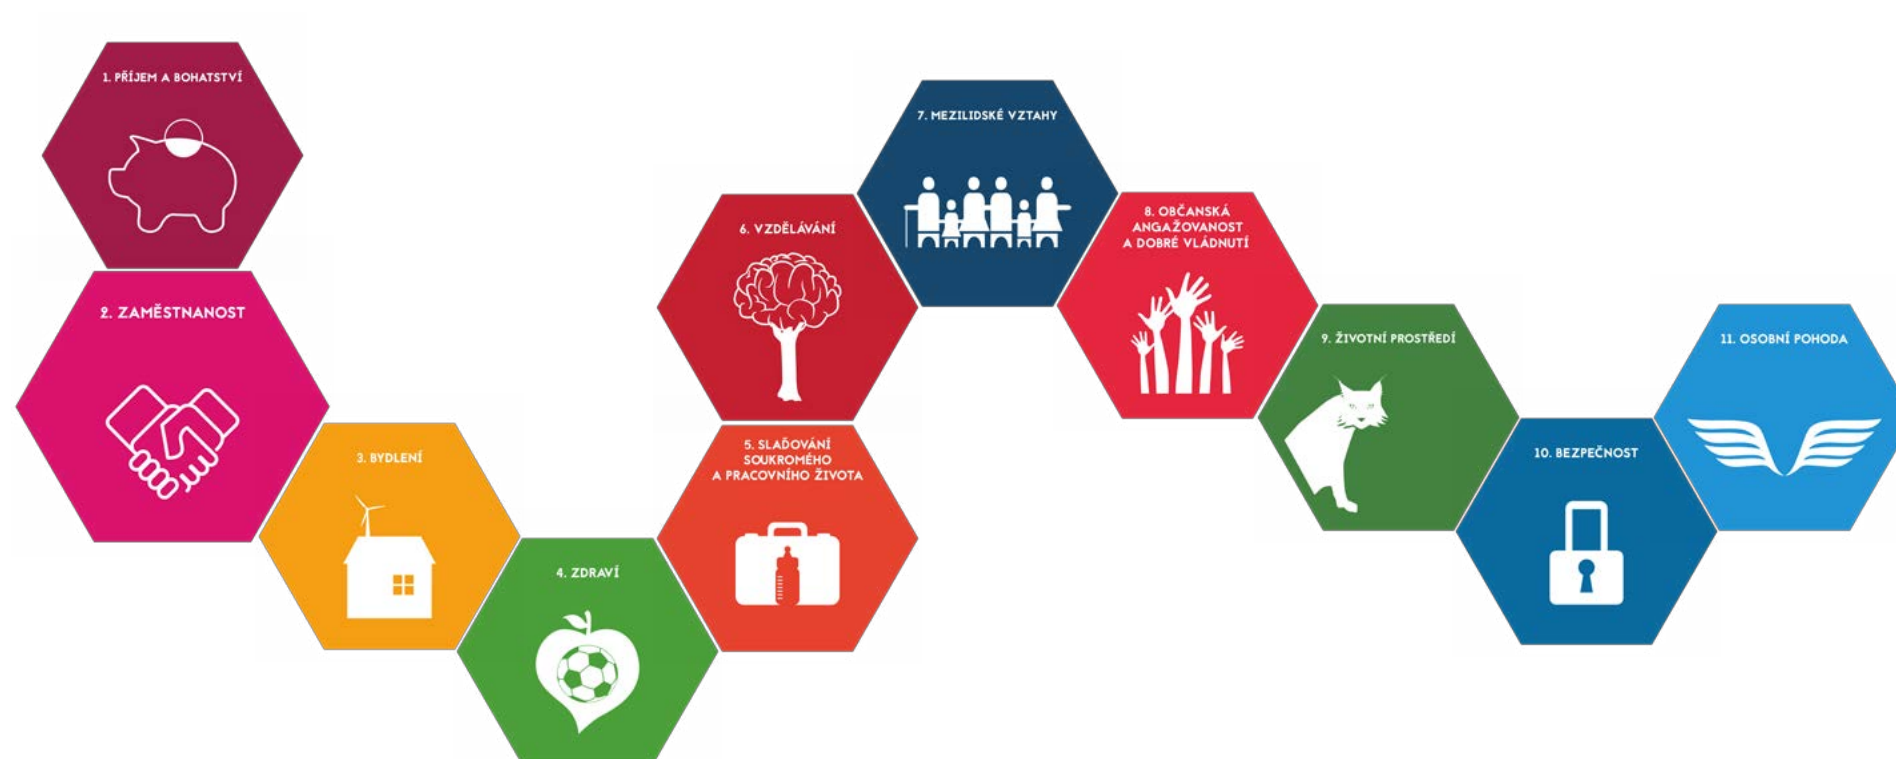 1. PŘÍJEM A BOHATSTVÍ
2. ZAMĚSTNANOST
3. BYDLENÍ
4. ZDRAVÍ
5. SLAĎOVÁNÍ
SOUKROMÉHO
A PRACOVNÍHO ŽIVOTA
6. VZDĚLÁVÁNÍ
7. MEZILIDSKÉ VZTAHY
8. OBČANSKÁ
ANGAŽOVANOST
A DOBRÉ VLÁDNUTÍ
9. ŽIVOTNÍ PROSTŘEDÍ
10. BEZPEČNOST
11. OSOBNÍ POHODA